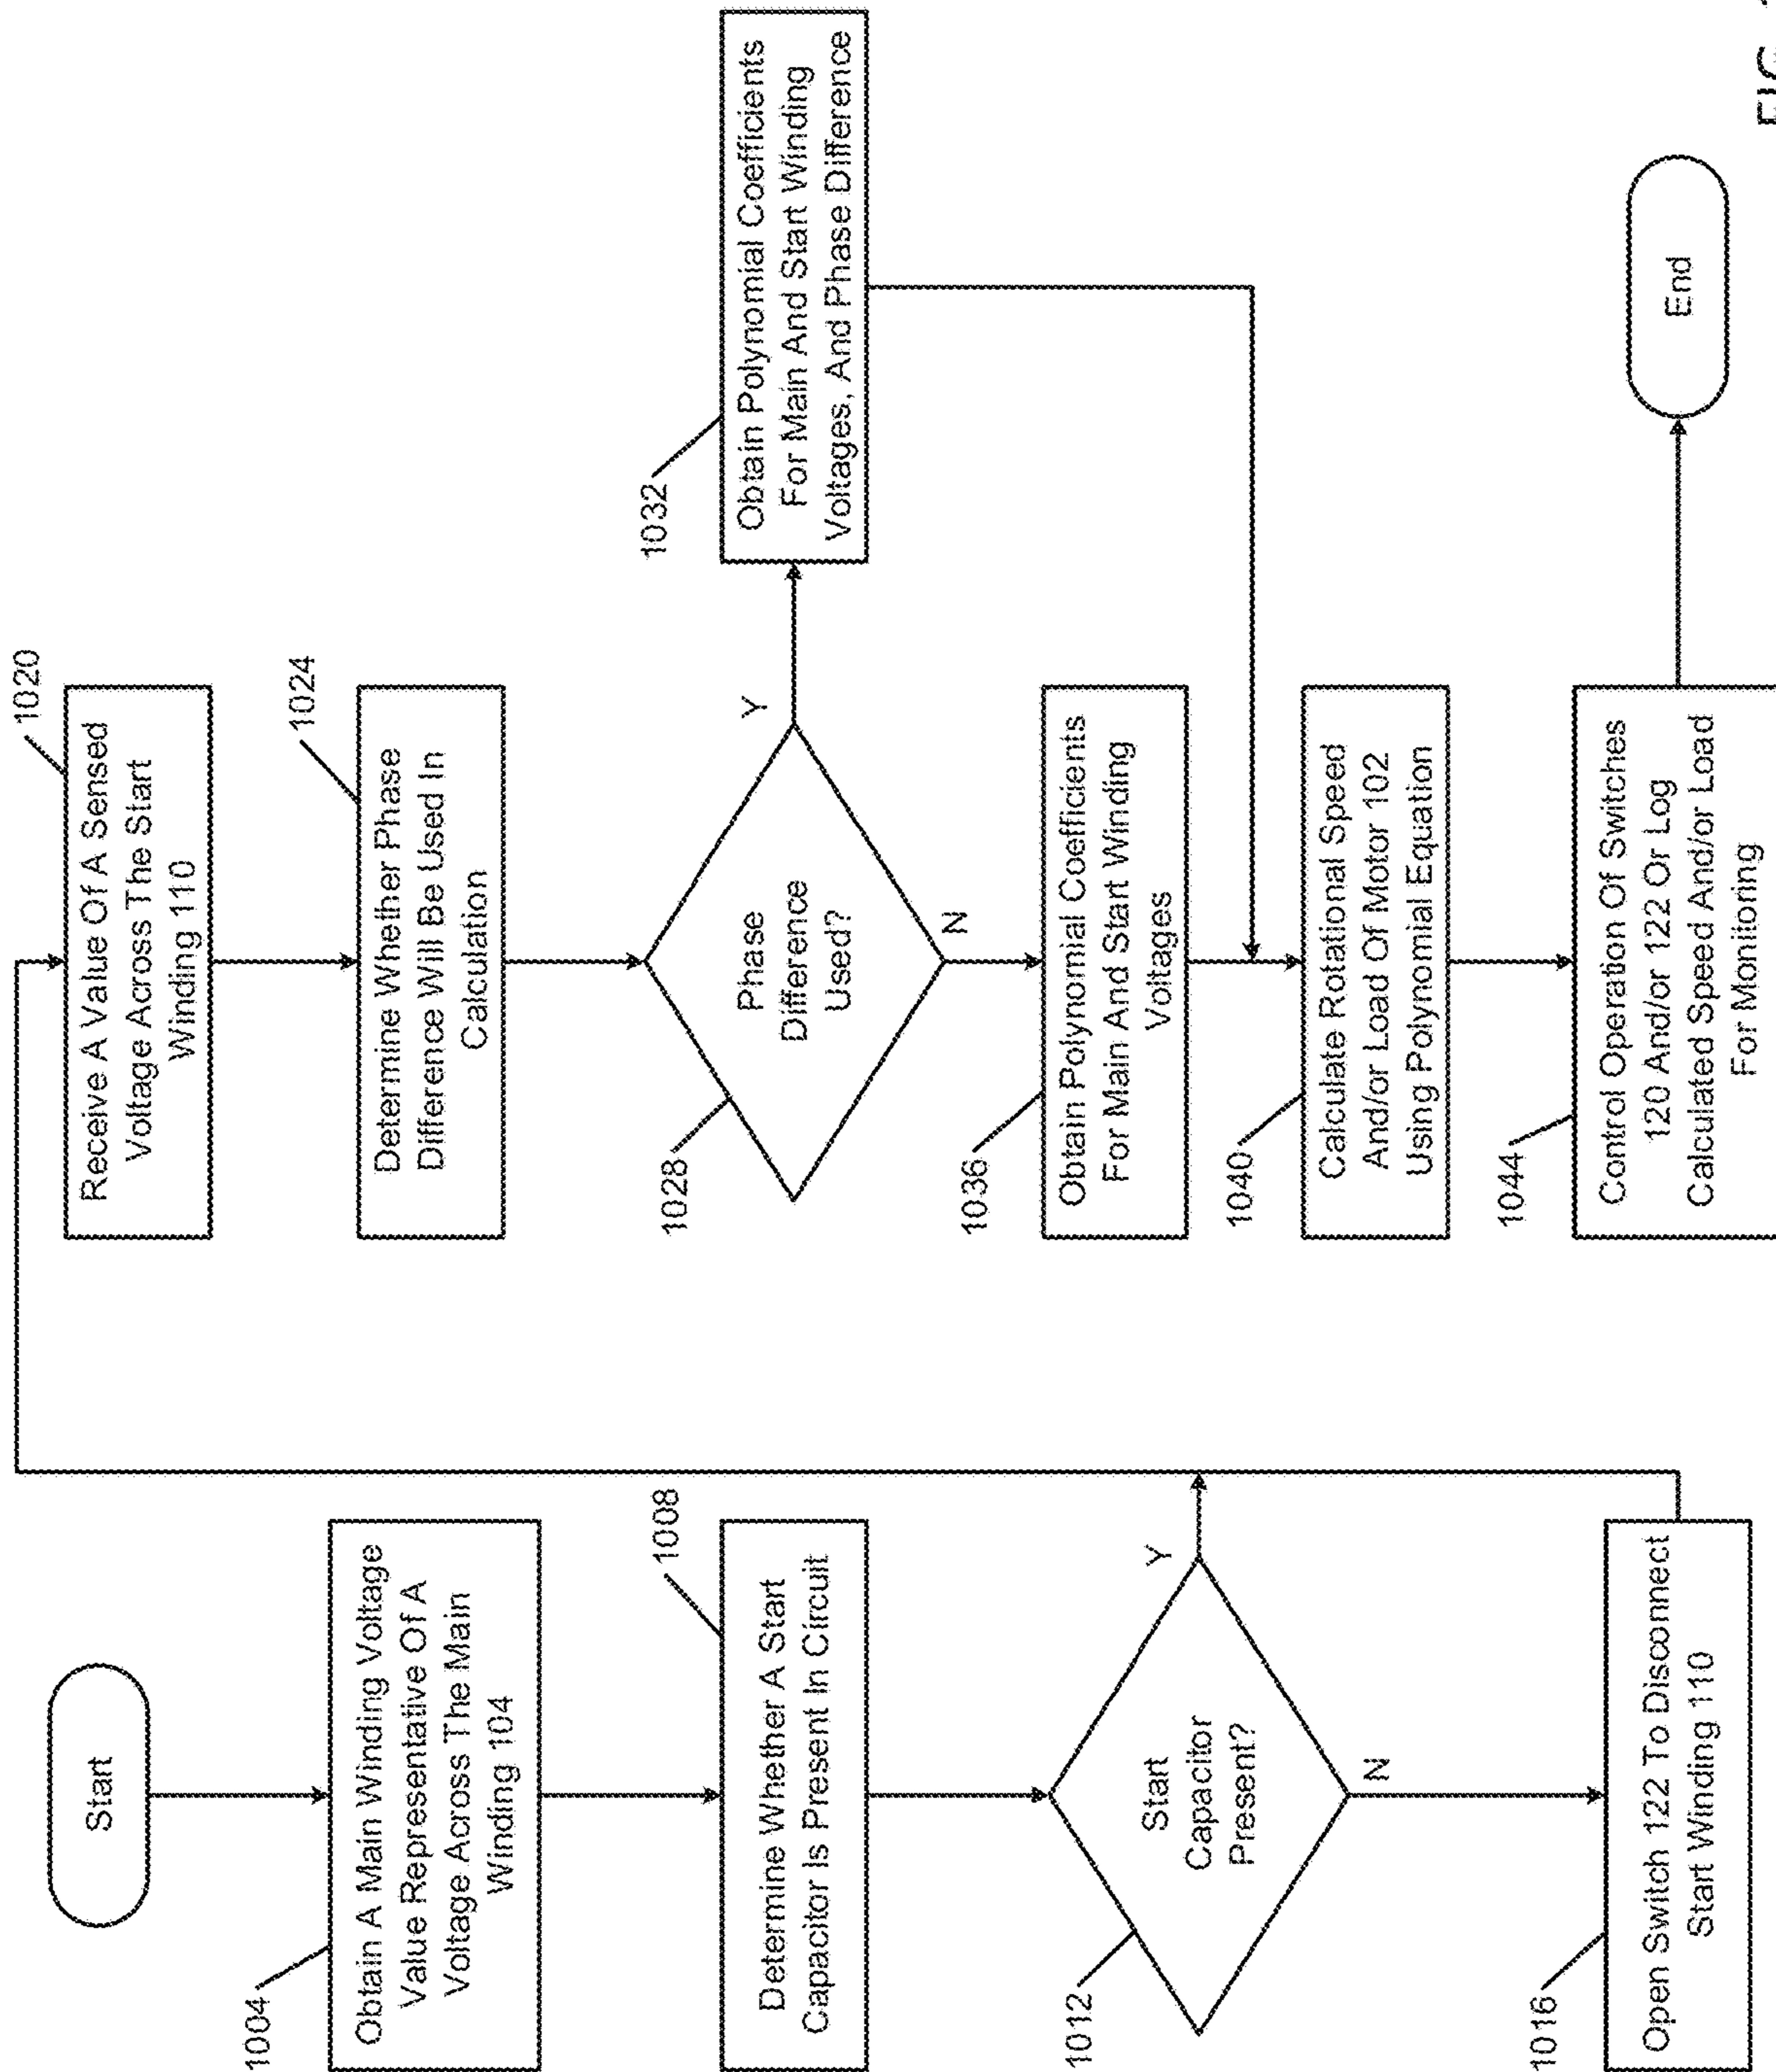 Start
1004
Obtain A Main Winding Voltage
Value Representative Of A
Voltage Across The Main
Winding 104
1008
Determine Whether A Start
Capacitor Is Present In Circuit
1012
Start
Capacitor
Present?
Y
N
1016
Open Switch 122 To Disconnect
Start Winding 110
1020
Receive A Value Of A Sensed
Voltage Across The Start
Winding 110
1024
Determine Whether Phase
Difference Will Be Used In
Calculation
1028
Phase
Difference
Used?
Y
N
1032
Obtain Polynomial Coefficients
For Main And Start Winding
Voltages, And Phase Difference
1036
Obtain Polynomial Coefficients
For Main And Start Winding
Voltages
1040
Calculate Rotational Speed
And/or Load Of Motor 102
Using Polynomial Equation
1044
Control Operation Of Switches
120 And/or 122 Or Log
Calculated Speed And/or Load
For Monitoring
End